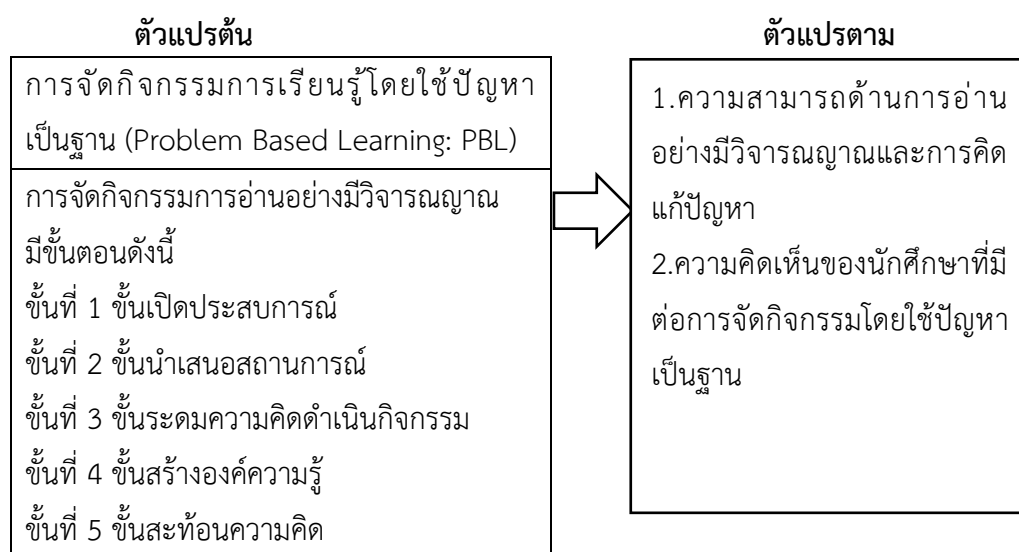 ตัวแปรต้น
การจัดกิจกรรมการเรียนรู้โดยใช้ปัญหา
เป็นฐาน (Problem Based Learning: PBL)
การจัดกิจกรรมการอ่านอย่างมีวิจารณญาณ
มีขั้นตอนดังนี้
ขั้นที่ 1 ขั้นเปิดประสบการณ์
ขั้นที่ 2 ขั้นนำเสนอสถานการณ์
ขั้นที่ 3 ขั้นระดมความคิดดำเนินกิจกรรม
ขั้นที่ 4 ขั้นสร้างองค์ความรู้
ขั้นที่ 5 ขั้นสะท้อนความคิด
ตัวแปรตาม
1.ความสามารถด้านการอ่าน
อย่างมีวิจารณญาณและการคิด
แก้ปัญหา
2.ความคิดเห็นของนักศึกษาที่มี
ต่อการจัดกิจกรรมโดยใช้ปัญหา
เป็นฐาน